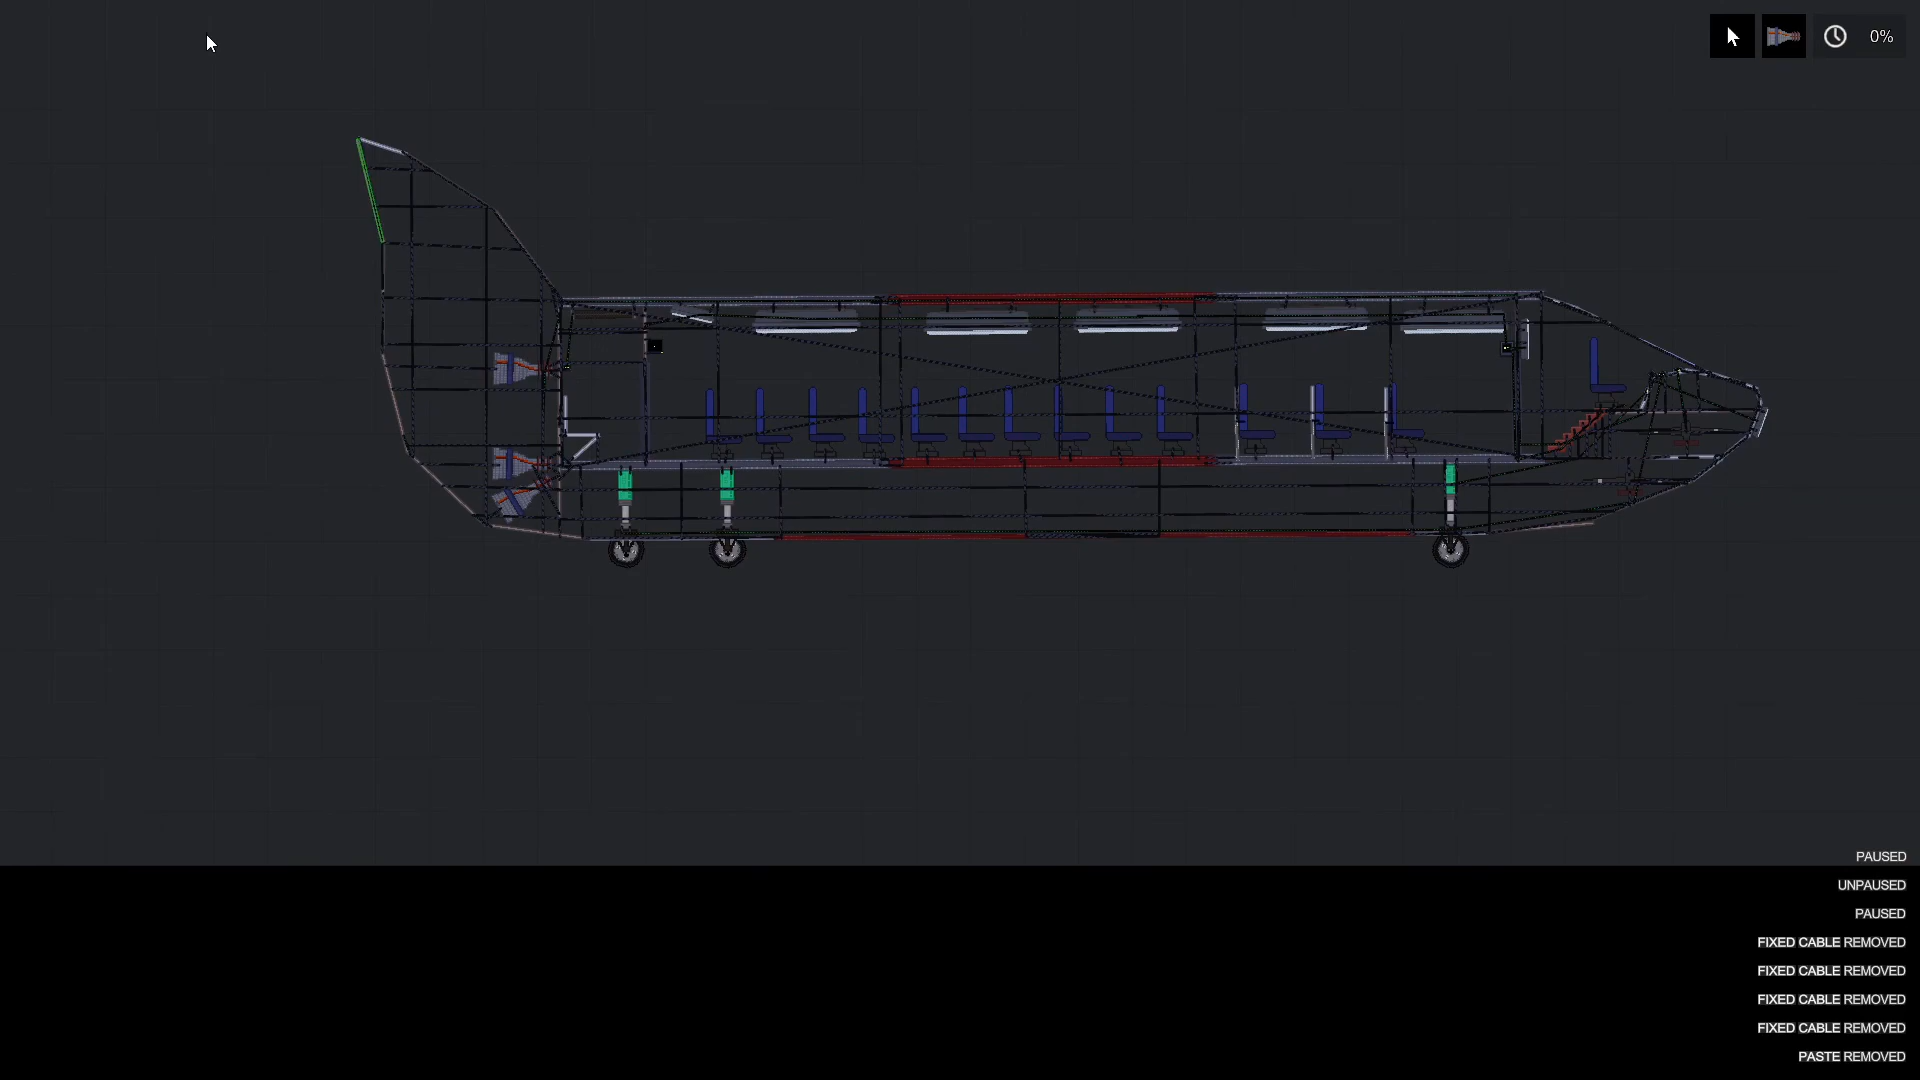 0%
PAUSED
UNPAUSED
PAUSED
FIXED CABLE REMOVED
FIXED CABLE REMOVED
FIXED CABLE REMOVED
FIXED CABLE REMOVED
PASTE REMOVED